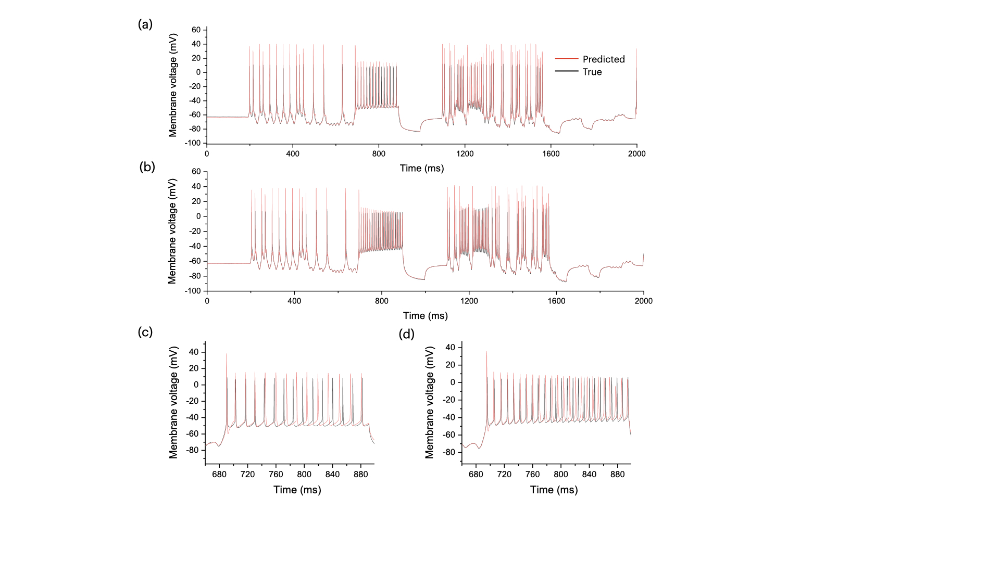 (a)
Membrane voltage (mV)
60
40
20
0
-20
-40
-60
-80
-100
Predicted
True
0 400 800 1200 1600 2000
Time (ms)
(b)
Membrane voltage (mV)
60
40
20
0
-20
-40
-60
-80
-100
0 400 800 1200 1600 2000
Time (ms)
(c)
Membrane voltage (mV)
40
20
0
-20
-40
-60
-80
680 720 760 800 840 880
Time (ms)
(d)
Membrane voltage (mV)
40
20
0
-20
-40
-60
-80
680 720 760 800 840 880
Time (ms)